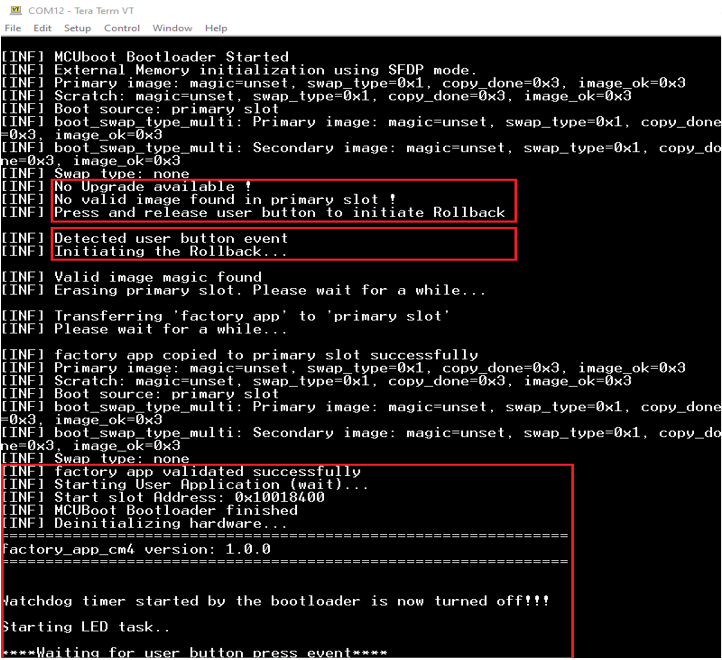 COM12 - Tera Term VT
File Edit Setup Control Window Help
[INF] MCUboot Bootloader Started
[INF] External Memory initialization using SFDP mode.
[INF] Primary image: magic=unset, swap_type=0x1, copy_done=0x3, image_ok=0x3
[INF] Scratch: magic=unset, swap_type=0x1, copy_done=0x3, image_ok=0x3
[INF] Boot source: primary slot
[INF] boot_swap_type_multi: Primary image: magic=unset, swap_type=0x1, copy_done
=0x3, image_ok=0x3
[INF] boot_swap_type_multi: Secondary image: magic=unset, swap_type=0x1, copy_do
ne=0x3, image_ok=0x3
[INF] Swap type: none
[INF] No Upgrade available !
[INF] No valid image found in primary slot !
[INF] Press and release user button to initiate Rollback
[INF] Detected user button event
[INF] Initiating the Rollback...
[INF] Valid image magic found
[INF] Erasing primary slot. Please wait for a while...
[INF] Transferring 'factory app' to 'primary slot'
[INF] Please wait for a while...
[INF] factory app copied to primary slot successfully
[INF] Primary image: magic=unset, swap_type=0x1, copy_done=0x3, image_ok=0x3
[INF] Scratch: magic=unset, swap_type=0x1, copy_done=0x3, image_ok=0x3
[INF] Boot source: primary slot
[INF] boot_swap_type_multi: Primary image: magic=unset, swap_type=0x1, copy_done
=0x3, image_ok=0x3
[INF] boot_swap_type_multi: Secondary image: magic=unset, swap_type=0x1, copy_do
ne=0x3, image_ok=0x3
[INF] Swap type: none
[INF] factory app validated successfully
[INF] Starting User Application (wait)...
[INF] Start slot Address: 0x10018400
[INF] MCUBoot Bootloader finished
[INF] Deinitializing hardware...
==================================================================
factory_app_cm4 version: 1.0.0
==================================================================
Watchdog timer started by the bootloader is now turned off!!!
Starting LED task..
****Waiting for user button press event****